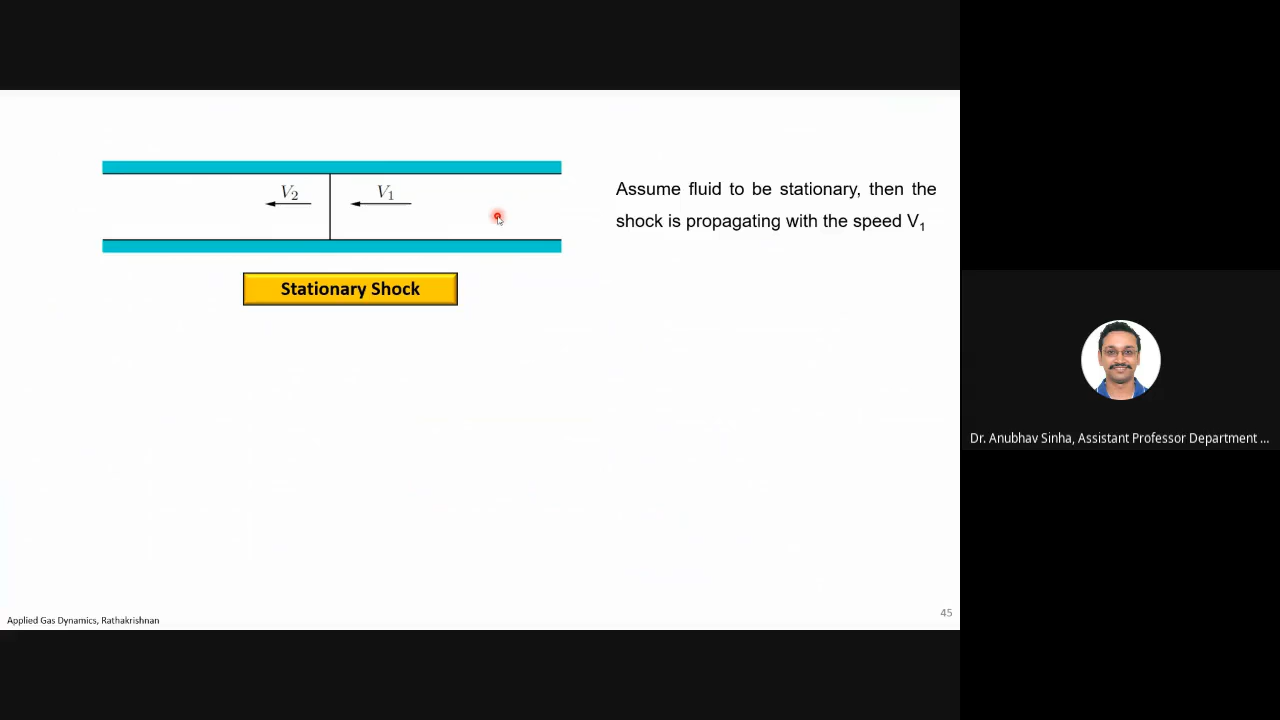 V2
V1
Assume fluid to be stationary, then the
shock is propagating with the speed V1
Stationary Shock
Applied Gas Dynamics, Rathakrishnan
45
Dr. Anubhav Sinha, Assistant Professor Department ...